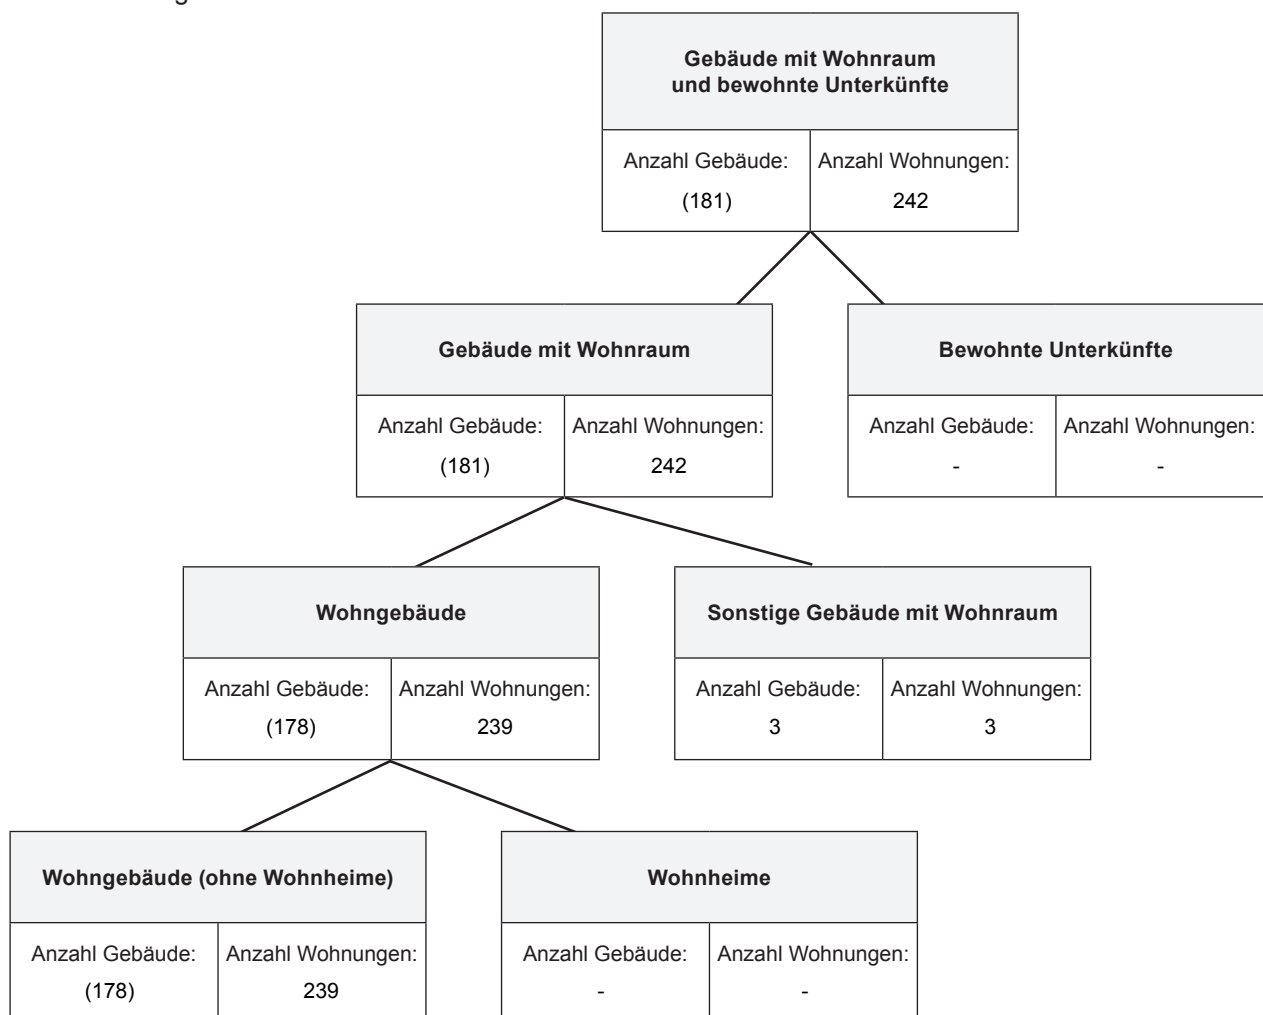 Gebäude mit Wohnraum
und bewohnte Unterkünfte
Anzahl Gebäude: Anzahl Wohnungen:
(181) 242
Gebäude mit Wohnraum
Bewohnte Unterkünfte
Anzahl Gebäude: Anzahl Wohnungen:
(181) 242
Anzahl Gebäude: Anzahl Wohnungen:
- -
Wohngebäude
Sonstige Gebäude mit Wohnraum
Anzahl Gebäude: Anzahl Wohnungen:
(178) 239
Anzahl Gebäude: Anzahl Wohnungen:
3 3
Wohngebäude (ohne Wohnheime)
Wohnheime
Anzahl Gebäude: Anzahl Wohnungen:
(178) 239
Anzahl Gebäude: Anzahl Wohnungen:
- -